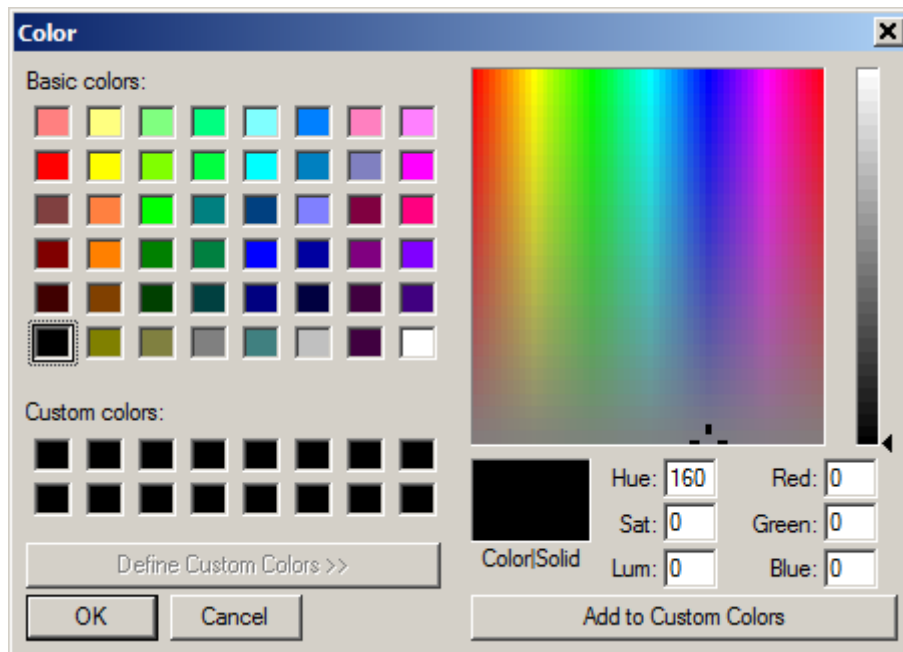 Color
Basic colors:
Custom colors:
Define Custom Colors >>
OK Cancel
Color|Solid
Hue: 160 Red: 0
Sat: 0 Green: 0
Lum: 0 Blue: 0
Add to Custom Colors